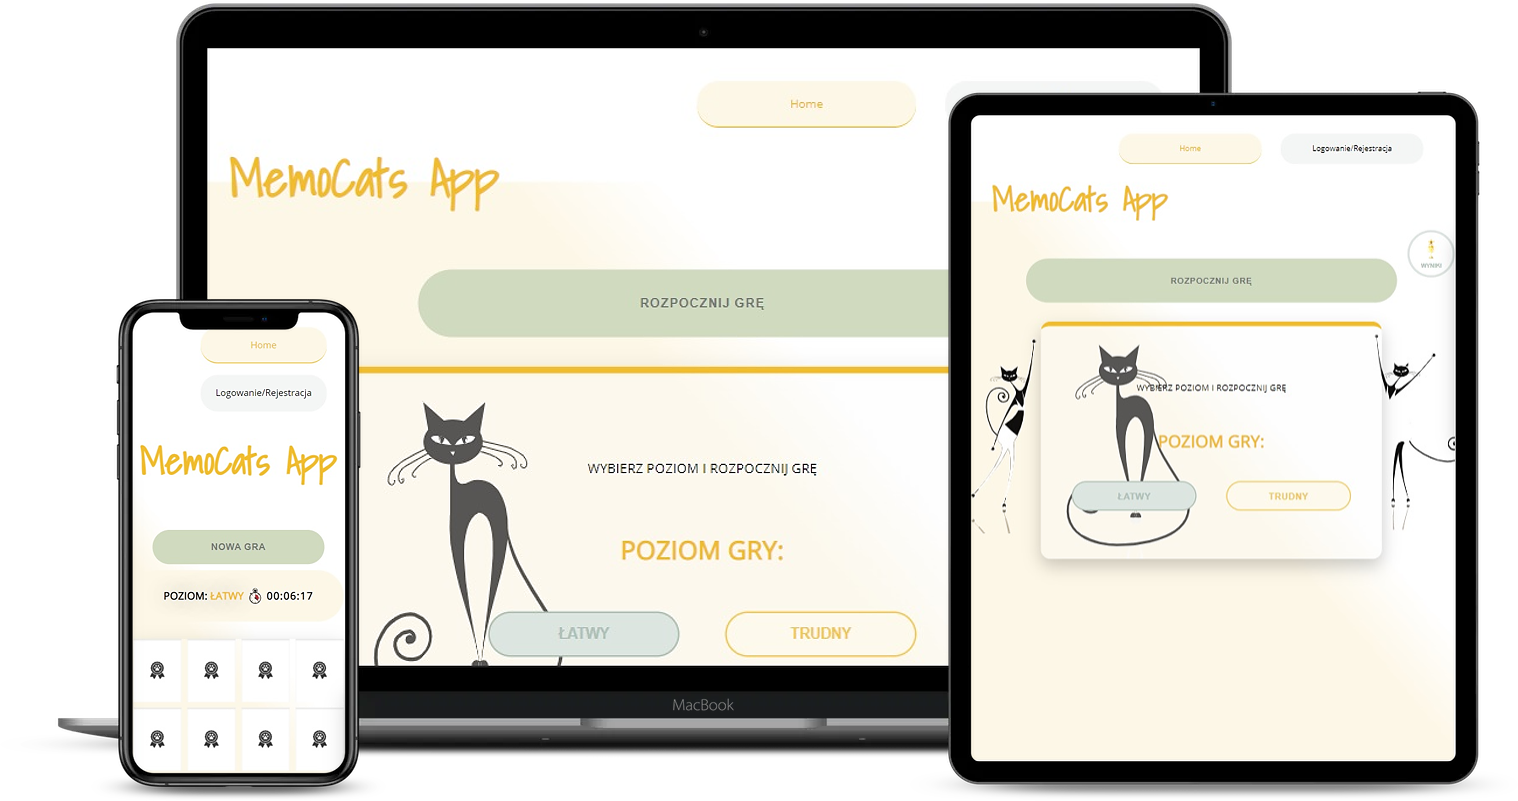 Home
MemoCats App
ROZPOCZNIJ GRĘ
WYBIERZ POZIOM I ROZPOCZNIJ GRĘ
POZIOM GRY:
ŁATWY
TRUDNY
MacBook
Home
Logowanie/Rejestracja
MemoCats App
NOWA GRA
POZIOM: ŁATWY 00:06:17
Home
Logowanie/Rejestracja
MemoCats App
WYNIKI
ROZPOCZNIJ GRĘ
WYBIERZ POZIOM I ROZPOCZNIJ GRĘ
POZIOM GRY:
ŁATWY
TRUDNY